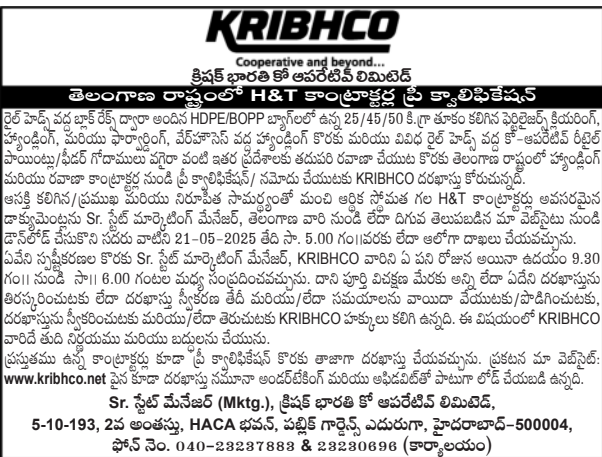 KRIBHCO
Cooperative and beyond...
క్రిషక్ భారతి కో ఆపరేటివ్ లిమిటెడ్
తెలంగాణ రాష్ట్రంలో H&T కాంట్రాక్టర్ల ప్రీ క్వాలిఫికేషన్
రైల్ హెడ్స్ వద్ద బ్లాక్ రేక్స్ ద్వారా అందిన HDPE/BOPP బ్యాగ్‌లలో ఉన్న 25/45/50 కి.గ్రా తూకం కలిగిన ఫెర్టిలైజర్స్ క్లియరింగ్,
హ్యాండ్లింగ్, మరియు ఫార్వార్డింగ్, వేర్‌హౌసెస్ వద్ద హ్యాండ్లింగ్ కొరకు మరియు వివిధ రైల్ హెడ్స్ వద్ద కో-ఆపరేటివ్ రీటైల్
పాయింట్లు/ఫీడర్ గోదాములు వగైరా వంటి ఇతర ప్రదేశాలకు తదుపరి రవాణా చేయుట కొరకు తెలంగాణ రాష్ట్రంలో హ్యాండ్లింగ్
మరియు రవాణా కాంట్రాక్టర్ల నుండి ప్రీ క్వాలిఫికేషన్/ నమోదు చేయుటకు KRIBHCO దరఖాస్తు కోరుచున్నది.
ఆసక్తి కలిగిన/ప్రముఖ మరియు నిరూపిత సామర్థ్యంతో మంచి ఆర్థిక స్తోమత గల H&T కాంట్రాక్టర్లు అవసరమైన
డాక్యుమెంట్లను Sr. స్టేట్ మార్కెటింగ్ మేనేజర్, తెలంగాణ వారి నుండి లేదా దిగువ తెలుపబడిన మా వెబ్‌సైటు నుండి
డౌన్‌లోడ్ చేసుకొని సదరు వాటిని 21-05-2025 తేది సా. 5.00 గం।।వరకు లేదా ఆలోగా దాఖలు చేయవచ్చును.
ఏవేని స్పష్టీకరణల కొరకు Sr. స్టేట్ మార్కెటింగ్ మేనేజర్, KRIBHCO వారిని ఏ పని రోజున అయినా ఉదయం 9.30
గం।। నుండి సా।। 6.00 గంటల మధ్య సంప్రదించవచ్చును. దాని పూర్తి విచక్షణ మేరకు అన్ని లేదా ఏదేని దరఖాస్తును
తిరస్కరించుటకు లేదా దరఖాస్తు స్వీకరణ తేదీ మరియు/లేదా సమయాలను వాయిదా వేయుటకు/పొడిగించుటకు,
దరఖాస్తును స్వీకరించుటకు మరియు/లేదా తెరుచుటకు KRIBHCO హక్కులు కలిగి ఉన్నది. ఈ విషయంలో KRIBHCO
వారిదే తుది నిర్ణయము మరియు బద్ధులను చేయును.
ప్రస్తుతము ఉన్న కాంట్రాక్టర్లు కూడా ప్రీ క్వాలిఫికేషన్ కొరకు తాజాగా దరఖాస్తు చేయవచ్చును. ప్రకటన మా వెబ్‌సైట్:
www.kribhco.net పైన కూడా దరఖాస్తు నమూనా అండర్‌టేకింగ్ మరియు అఫిడవిట్‌తో పాటుగా లోడ్ చేయబడి ఉన్నది.
Sr. స్టేట్ మేనేజర్ (Mktg.), క్రిషక్ భారతి కో ఆపరేటివ్ లిమిటెడ్,
5-10-193, 2వ అంతస్తు, HACA భవన్, పబ్లిక్ గార్డెన్స్ ఎదురుగా, హైదరాబాద్–500004,
ఫోన్ నెం. 040-23237883 & 23230696 (కార్యాలయం)